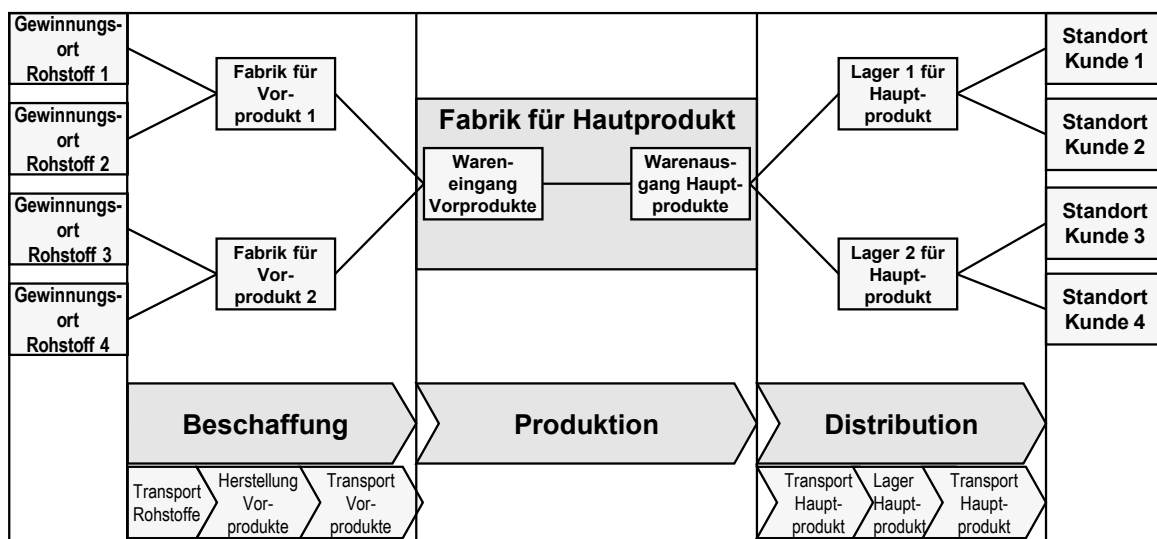 Gewinnungs-
ort
Rohstoff 1
Gewinnungs-
ort
Rohstoff 2
Gewinnungs-
ort
Rohstoff 3
Gewinnungs-
ort
Rohstoff 4
Fabrik für
Vor-
produkt 1
Fabrik für
Vor-
produkt 2
Fabrik für Hautprodukt
Waren-
eingang
Vorprodukte
Warenaus-
gang Haupt-
produkte
Lager 1 für
Haupt-
produkt
Lager 2 für
Haupt-
produkt
Standort
Kunde 1
Standort
Kunde 2
Standort
Kunde 3
Standort
Kunde 4
Beschaffung
Produktion
Distribution
Transport
Rohstoffe
Herstellung
Vor-
produkte
Transport
Vor-
produkte
Transport
Haupt-
produkt
Lager
Haupt-
produkt
Transport
Haupt-
produkt